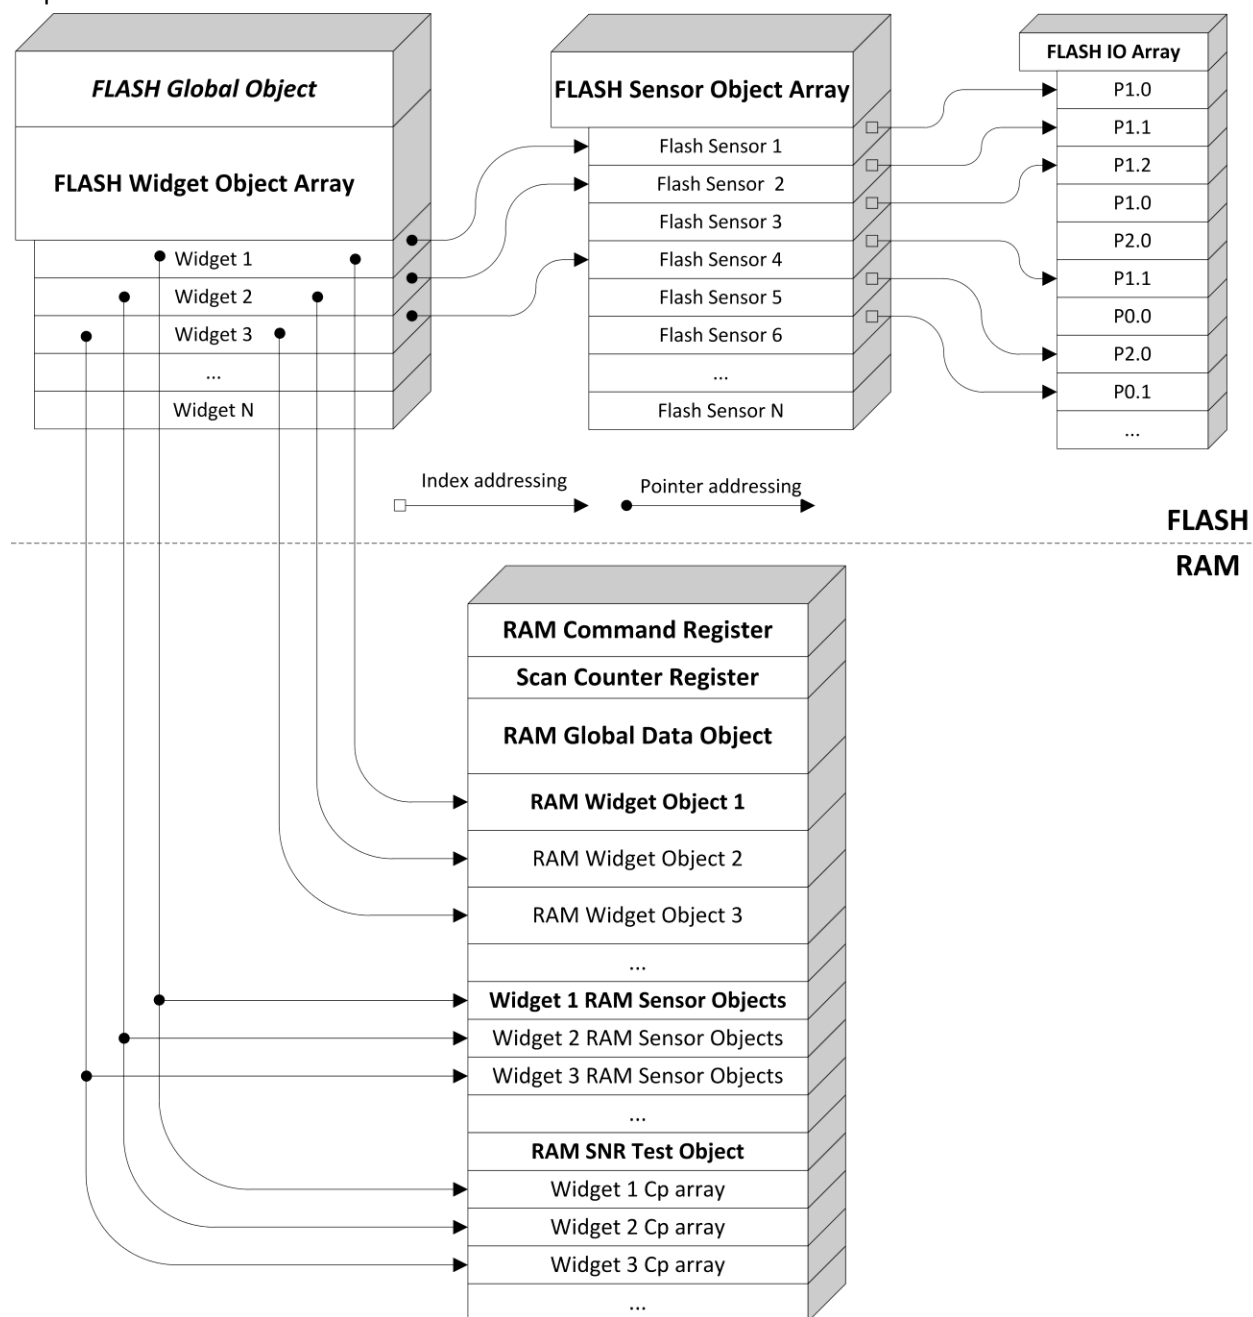 FLASH Global Object
FLASH Widget Object Array
Widget 1
Widget 2
Widget 3
...
Widget N
FLASH Sensor Object Array
Flash Sensor 1
Flash Sensor 2
Flash Sensor 3
Flash Sensor 4
Flash Sensor 5
Flash Sensor 6
...
Flash Sensor N
FLASH IO Array
P1.0
P1.1
P1.2
P1.0
P2.0
P1.1
P0.0
P2.0
P0.1
...
Index addressing
Pointer addressing
FLASH
RAM
RAM Command Register
Scan Counter Register
RAM Global Data Object
RAM Widget Object 1
RAM Widget Object 2
RAM Widget Object 3
...
Widget 1 RAM Sensor Objects
Widget 2 RAM Sensor Objects
Widget 3 RAM Sensor Objects
...
RAM SNR Test Object
Widget 1 Cp array
Widget 2 Cp array
Widget 3 Cp array
...